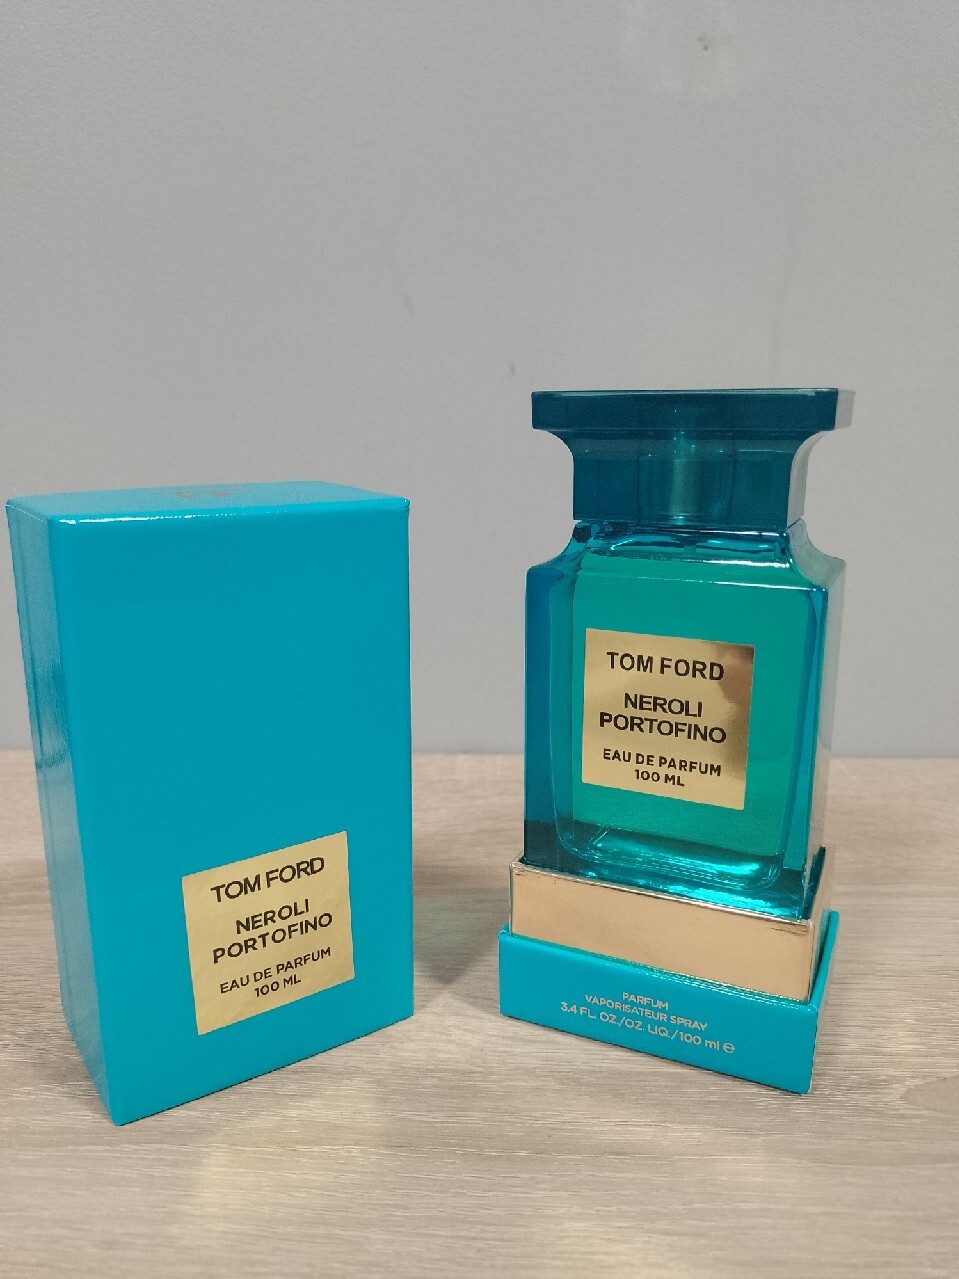 TOM FORD
NEROLI
PORTOFINO
EAU DE PARFUM
100 ML
TOM FORD
NEROLI
PORTOFINO
EAU DE PARFUM
100 ML
PARFUM
VAPORISATEUR SPRAY
3.4 FL. OZ./OZ. LIQ./100 ml ℮